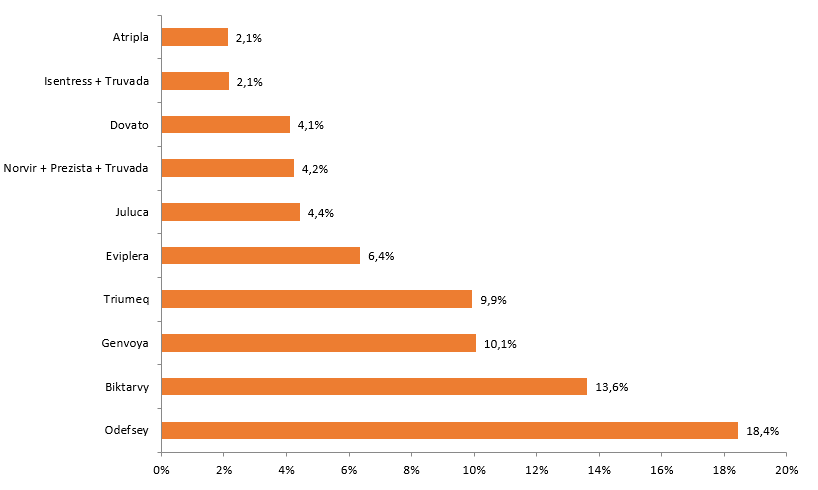 Atripla 2,1%
Isentress + Truvada 2,1%
Dovato 4,1%
Norvir + Prezista + Truvada 4,2%
Juluca 4,4%
Eviplera 6,4%
Triumeq 9,9%
Genvoya 10,1%
Biktarvy 13,6%
Odefsey 18,4%
0% 2% 4% 6% 8% 10% 12% 14% 16% 18% 20%